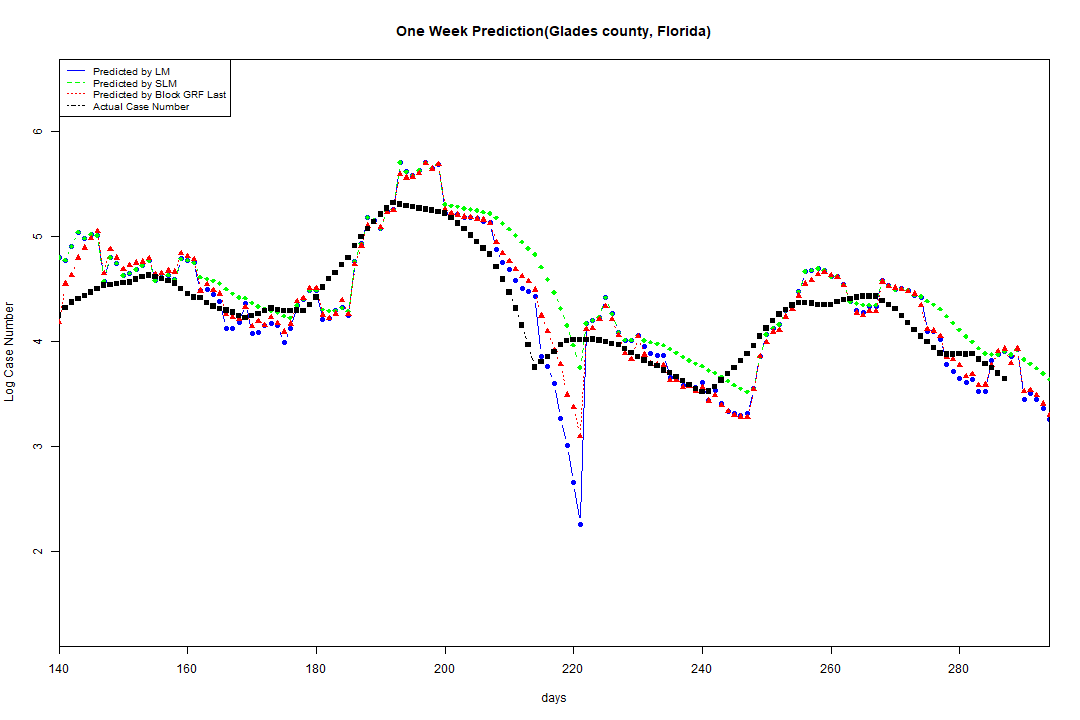 One Week Prediction(Glades county, Florida)
Predicted by LM
Predicted by SLM
Predicted by Block GRF Last
Actual Case Number
6
5
4
3
2
Log Case Number
140 160 180 200 220 240 260 280
days